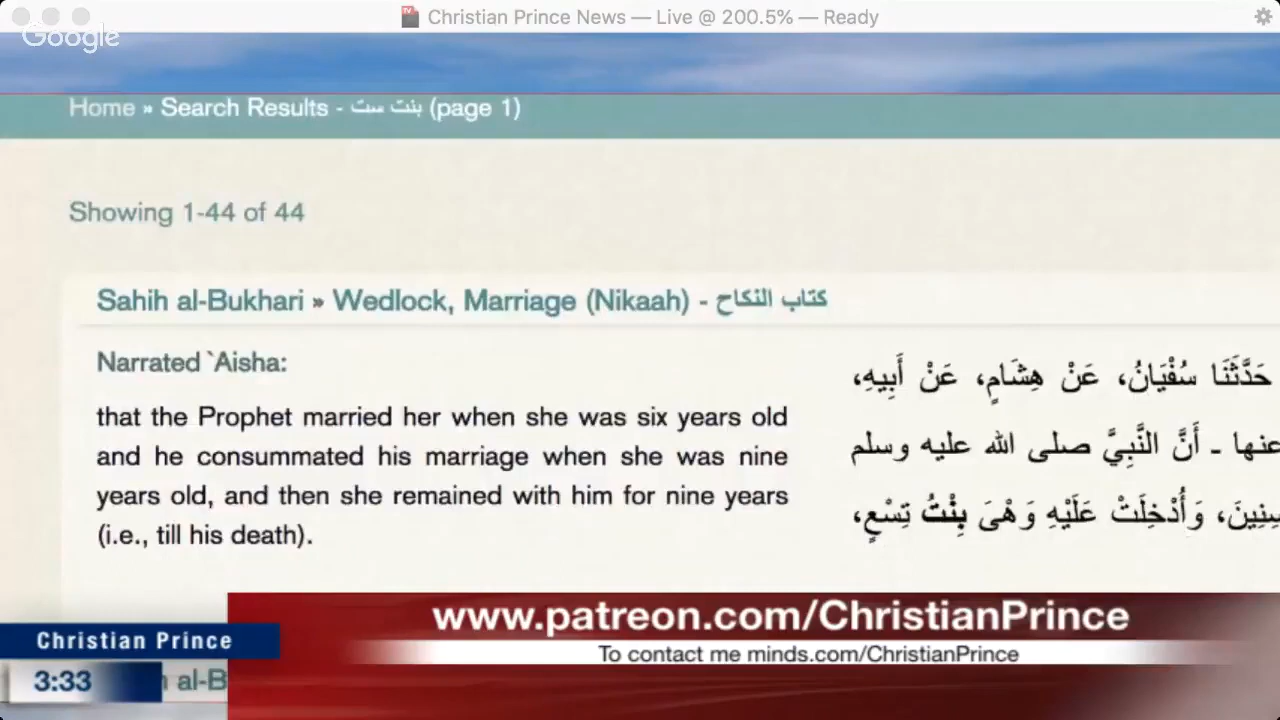 Christian Prince News — Live @ 200.5% — Ready
Google
Home » Search Results - بنت ست (page 1)
Showing 1-44 of 44
Sahih al-Bukhari » Wedlock, Marriage (Nikaah) - كتاب النكاح
Narrated `Aisha:
that the Prophet married her when she was six years old
and he consummated his marriage when she was nine
years old, and then she remained with him for nine years
(i.e., till his death).
حَدَّثَنَا سُفْيَانُ، عَنْ هِشَامٍ، عَنْ أَبِيهِ،
عنها ـ أَنَّ النَّبِيَّ صلى الله عليه وسلم
سِنِينَ، وَأُدْخِلَتْ عَلَيْهِ وَهْىَ بِنْتُ تِسْعٍ،
www.patreon.com/ChristianPrince
To contact me minds.com/ChristianPrince
Christian Prince
3:33
al-B